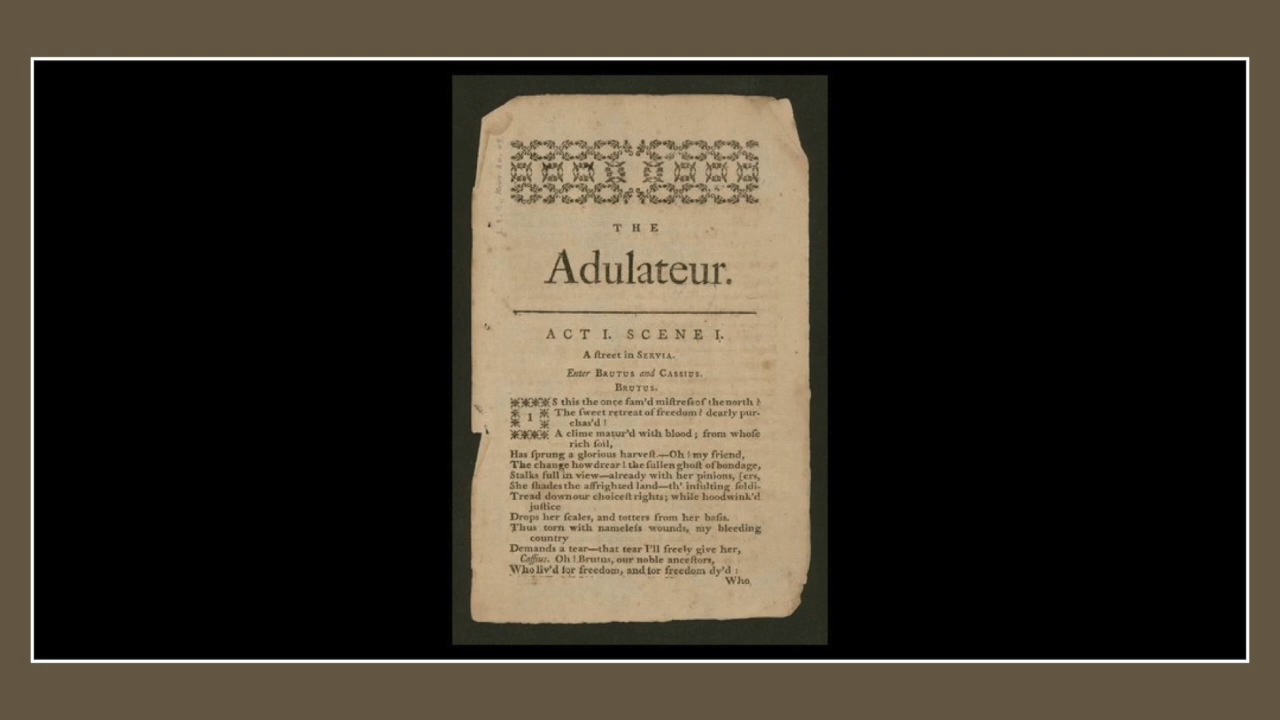 THE
Adulateur.
ACT I. SCENE I.
A ſtreet in SERVIA.
Enter BRUTUS and CASSIUS.
BRUTUS.
IS this the once fam'd miſtreſs of the north?
The ſweet retreat of freedom? dearly pur-
chas'd!
A clime matur'd with blood; from whoſe
rich ſoil,
Has ſprung a glorious harveſt.—Oh! my friend,
The change how drear! the ſullen ghoſt of bondage,
Stalks full in view—already with her pinions, [ers,
She ſhades the affrighted land—th' inſulting ſoldi-
Tread down our choiceſt rights; while hoodwink'd
juſtice
Drops her ſcales, and totters from her baſis.
Thus torn with nameleſs wounds, my bleeding
country
Demands a tear—that tear I'll freely give her,
Caſſius. Oh! Brutus, our noble anceſtors,
Who liv'd for freedom, and for freedom dy'd:
Who